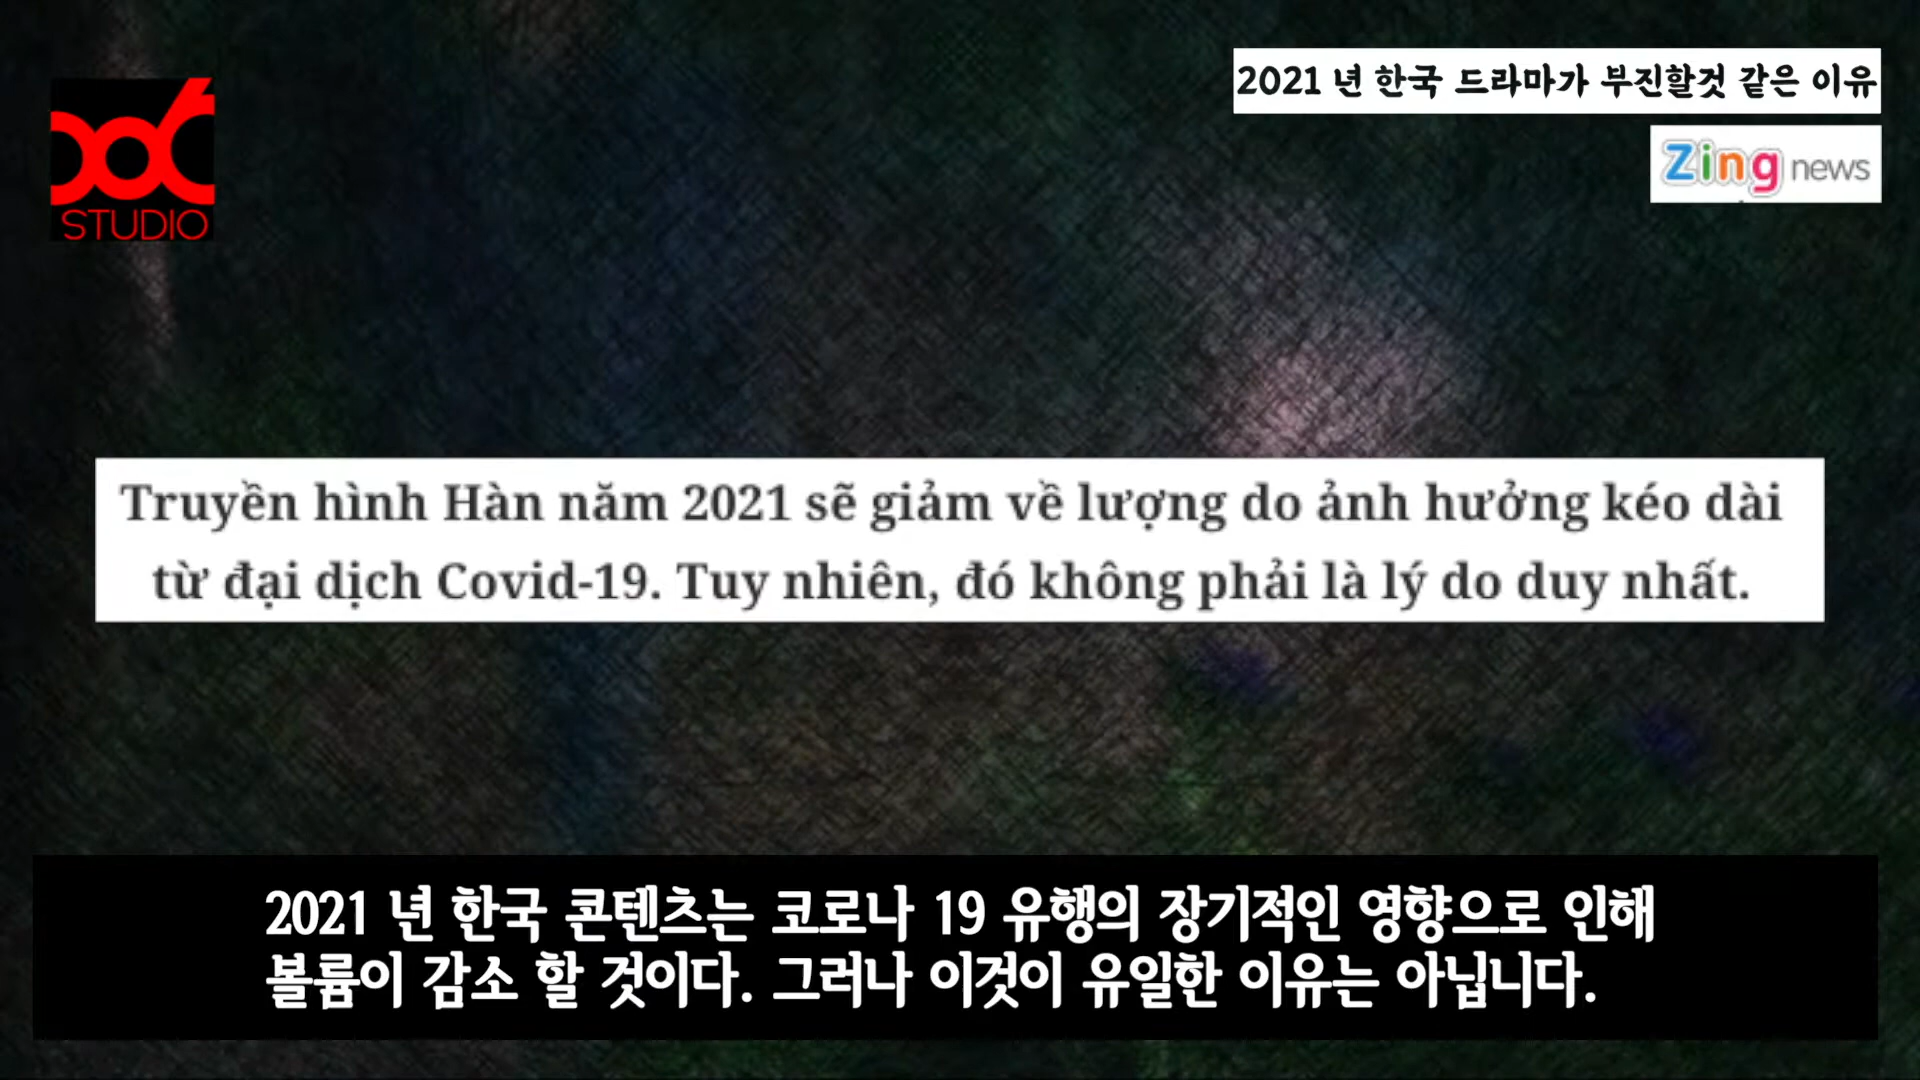 2021 년 한국 드라마가 부진할것 같은 이유
Zing news
STUDIO
Truyền hình Hàn năm 2021 sẽ giảm về lượng do ảnh hưởng kéo dài
từ đại dịch Covid-19. Tuy nhiên, đó không phải là lý do duy nhất.
2021 년 한국 콘텐츠는 코로나 19 유행의 장기적인 영향으로 인해
볼륨이 감소 할 것이다. 그러나 이것이 유일한 이유는 아닙니다.